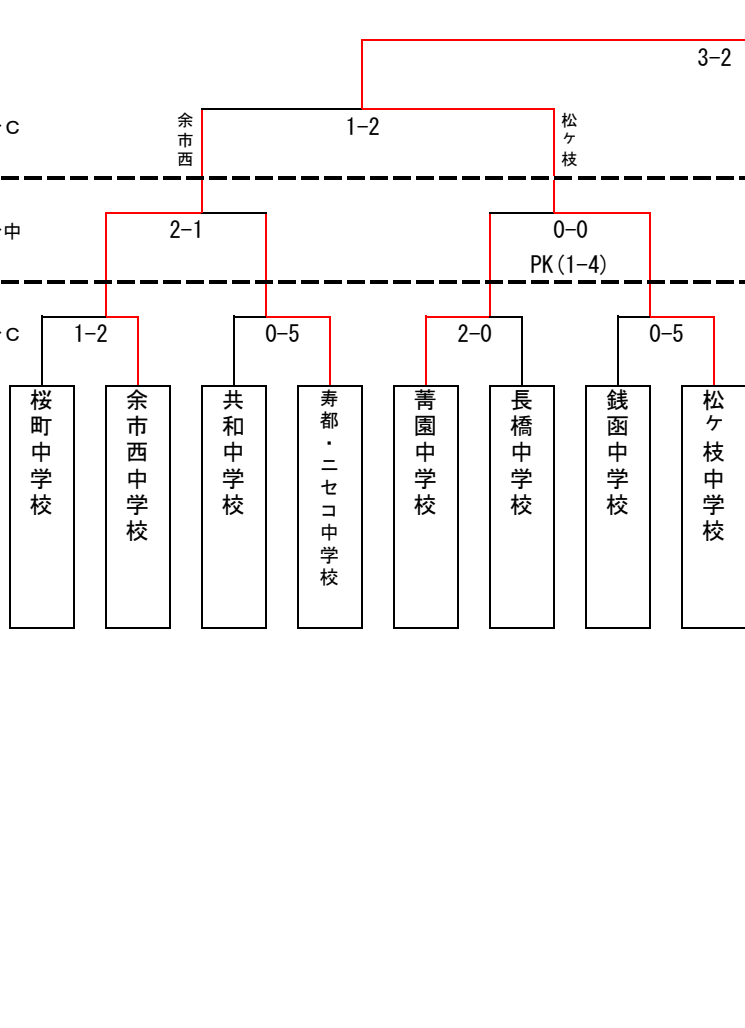 3-2
余市西
1-2
松ヶ枝
C
2-1
0-0
中
PK(1-4)
C
1-2
0-5
2-0
0-5
桜町中学校
余市西中学校
共和中学校
寿都・ニセコ中学校
菁園中学校
長橋中学校
銭函中学校
松ケ枝中学校